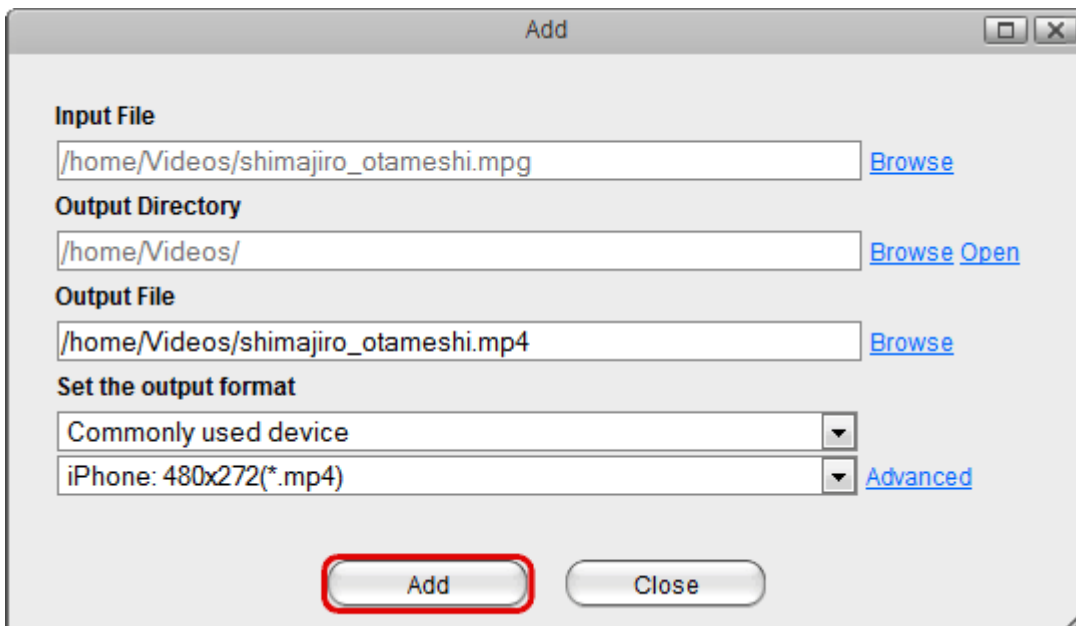 Add
Input File
/home/Videos/shimajiro_otameshi.mpg Browse
Output Directory
/home/Videos/ Browse Open
Output File
/home/Videos/shimajiro_otameshi.mp4 Browse
Set the output format
Commonly used device
iPhone: 480x272(*.mp4) Advanced
Add Close